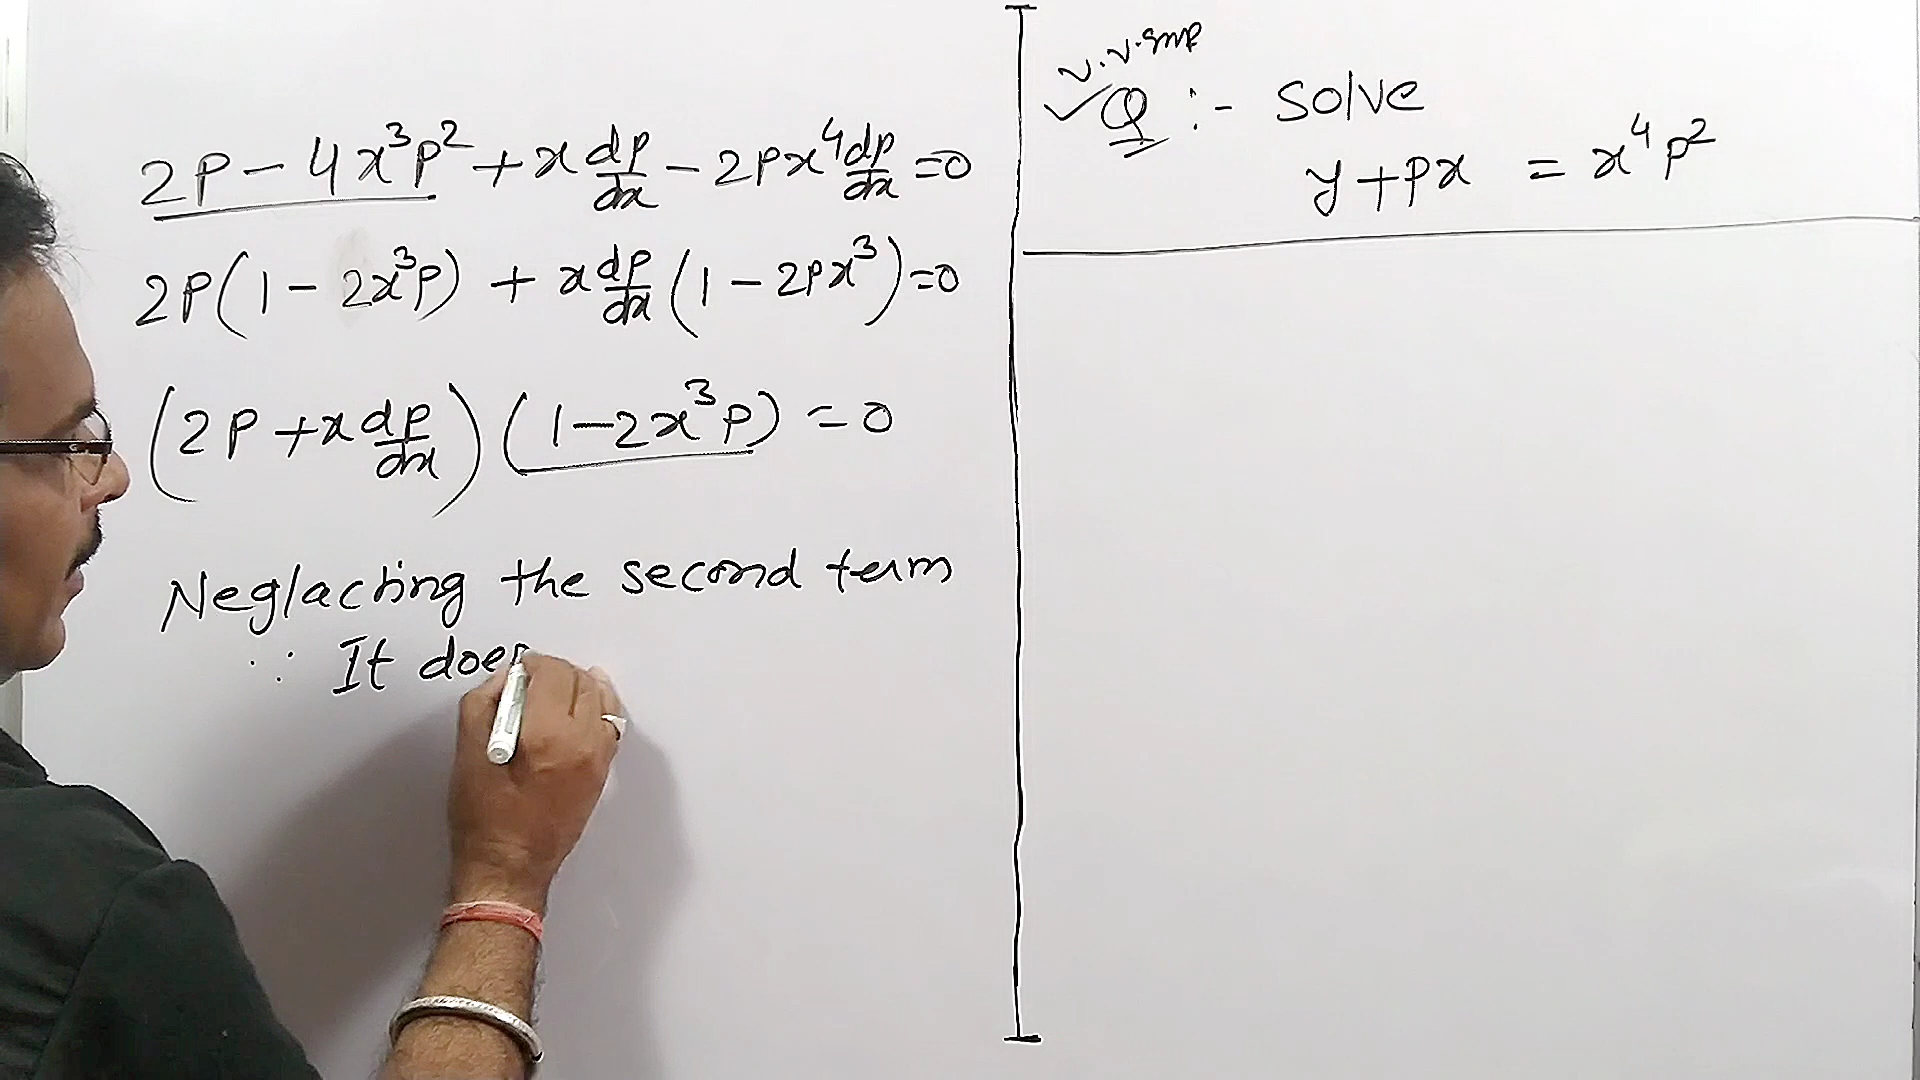 2p - 4x³p² + x dp/dx - 2px⁴ dp/dx = 0
2p(1 - 2x³p) + x dp/dx (1 - 2px³) = 0
(2p + x dp/dx) (1 - 2x³p) = 0
Neglacting the second term
∵ It does
v.v.Imp
✓Q :- Solve
y + px = x⁴p²